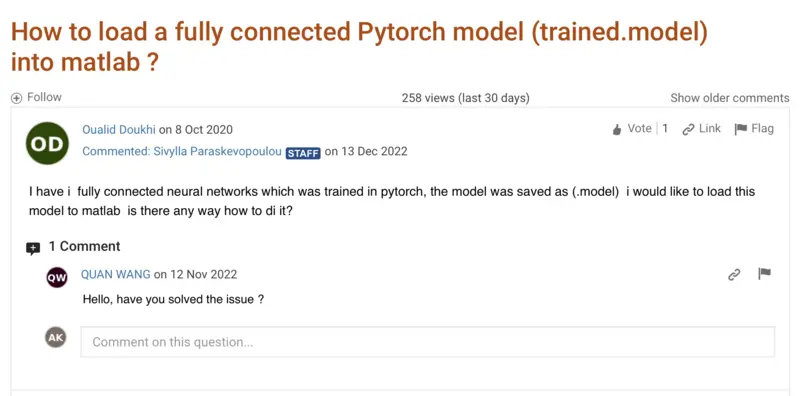 How to load a fully connected Pytorch model (trained.model)
into matlab ?
Follow
258 views (last 30 days)
Show older comments
OD
Oualid Doukhi on 8 Oct 2020
Vote 1 Link Flag
Commented: Sivylla Paraskevopoulou STAFF on 13 Dec 2022
I have i fully connected neural networks which was trained in pytorch, the model was saved as (.model) i would like to load this
model to matlab is there any way how to di it?
1 Comment
QW
QUAN WANG on 12 Nov 2022
Hello, have you solved the issue ?
AK
Comment on this question...